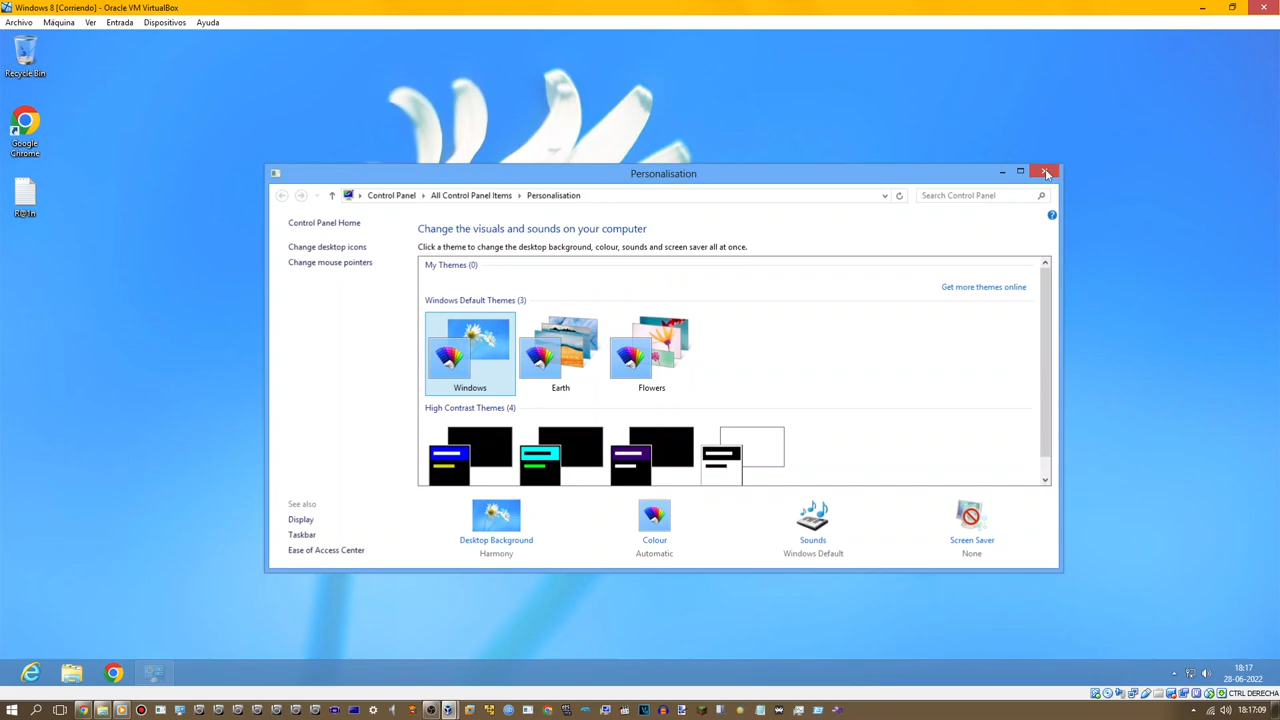 Windows 8 [Corriendo] - Oracle VM VirtualBox
Archivo Máquina Ver Entrada Dispositivos Ayuda
Recycle Bin
Google
Chrome
R@1n
Personalisation
Control Panel All Control Panel Items Personalisation
Search Control Panel
Control Panel Home
Change desktop icons
Change mouse pointers
Change the visuals and sounds on your computer
Click a theme to change the desktop background, colour, sounds and screen saver all at once.
My Themes (0)
Get more themes online
Windows Default Themes (3)
Windows Earth Flowers
High Contrast Themes (4)
See also
Display
Taskbar
Ease of Access Center
Desktop Background
Harmony
Colour
Automatic
Sounds
Windows Default
Screen Saver
None
18:17
28-06-2022
CTRL DERECHA
18:17:09